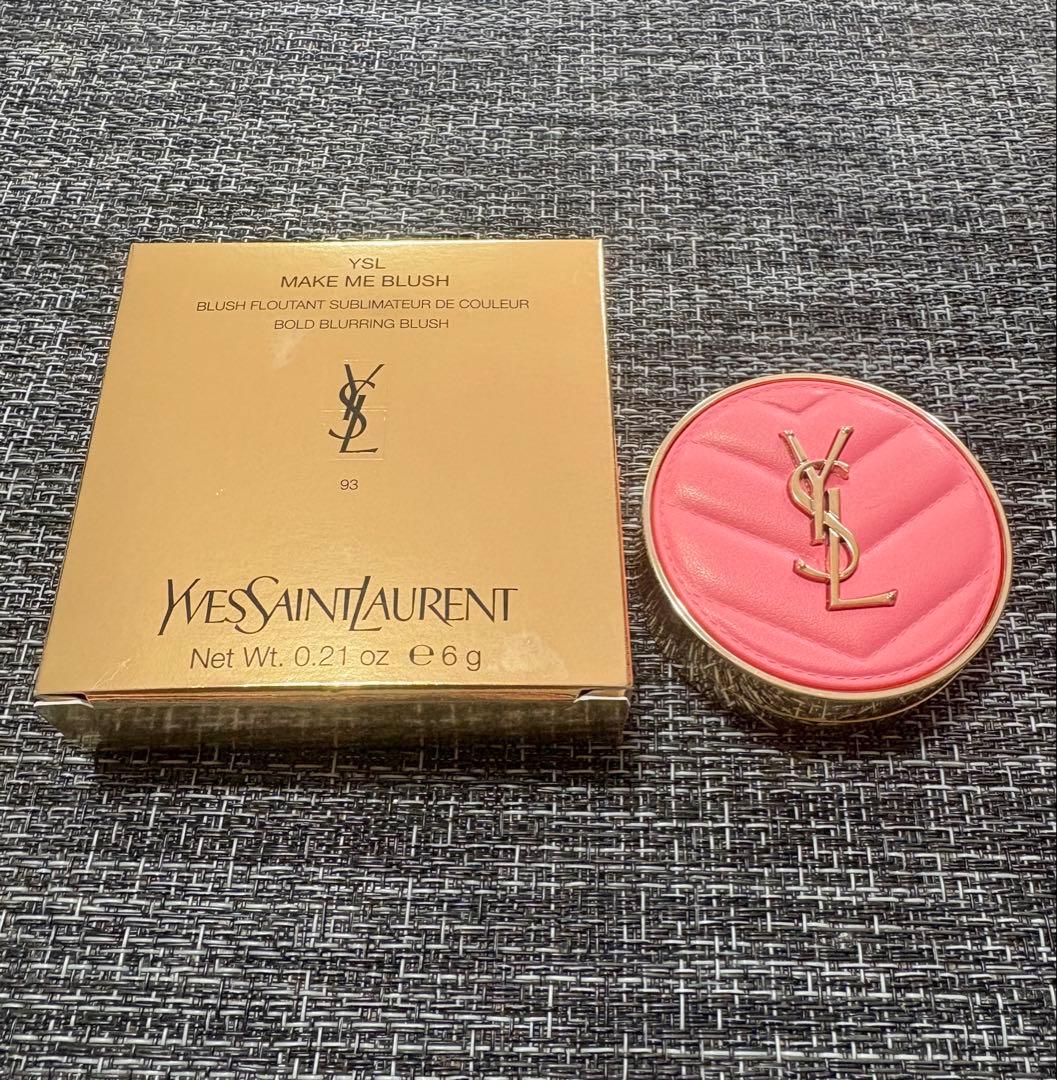 YSL
MAKE ME BLUSH
BLUSH FLOUTANT SUBLIMATEUR DE COULEUR
BOLD BLURRING BLUSH
YSL
93
YVESSAINTLAURENT
Net Wt. 0.21 oz ℮ 6 g
YSL